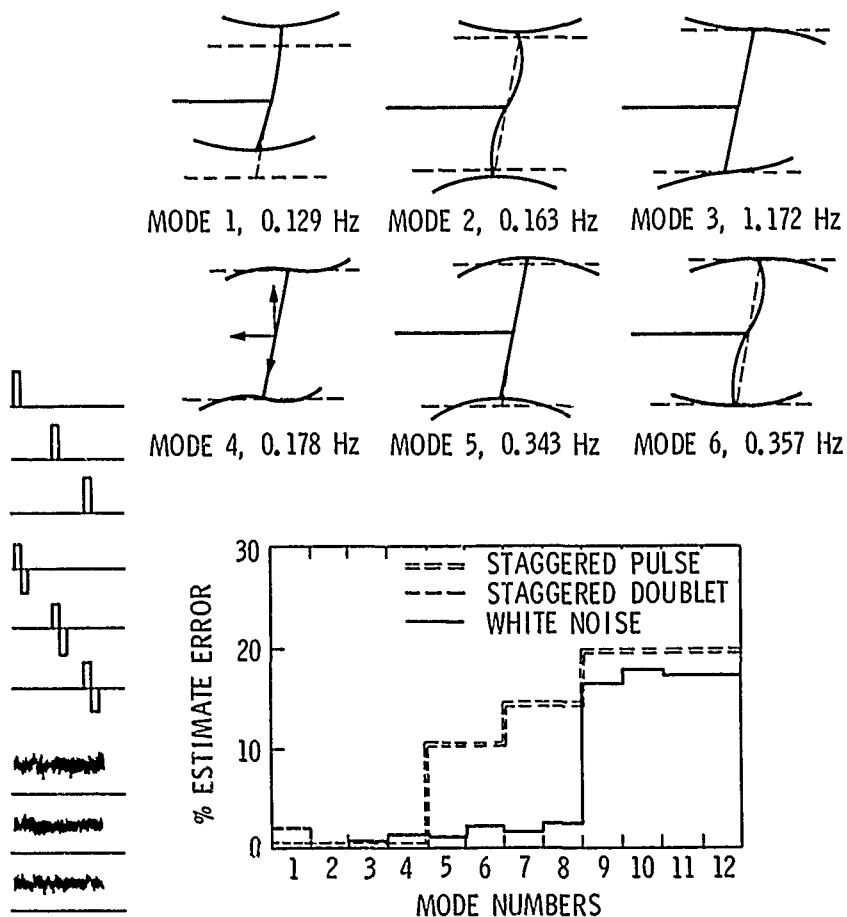 MODE 1, 0.129 Hz
MODE 2, 0.163 Hz
MODE 3, 1.172 Hz
MODE 4, 0.178 Hz
MODE 5, 0.343 Hz
MODE 6, 0.357 Hz
% ESTIMATE ERROR
30
20
10
0
STAGGERED PULSE
STAGGERED DOUBLET
WHITE NOISE
1 2 3 4 5 6 7 8 9 10 11 12
MODE NUMBERS